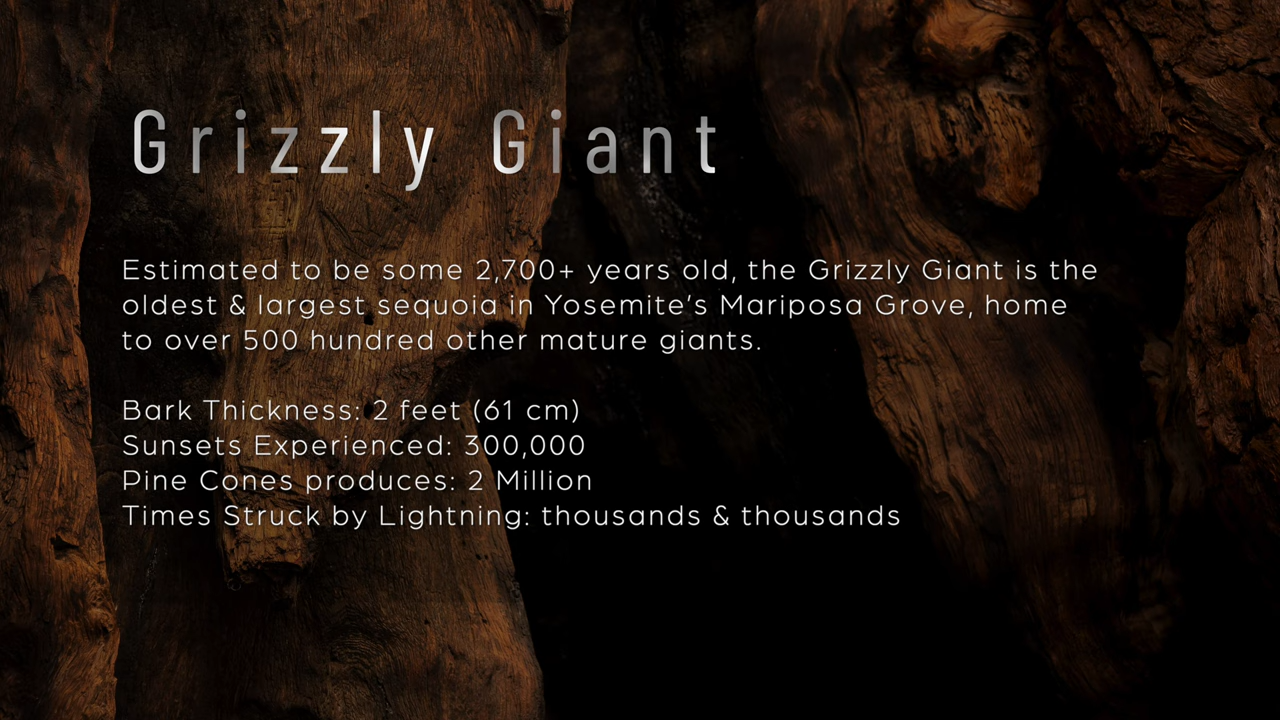 Grizzly Giant
Estimated to be some 2,700+ years old, the Grizzly Giant is the
oldest & largest sequoia in Yosemite's Mariposa Grove, home
to over 500 hundred other mature giants.
Bark Thickness: 2 feet (61 cm)
Sunsets Experienced: 300,000
Pine Cones produces: 2 Million
Times Struck by Lightning: thousands & thousands